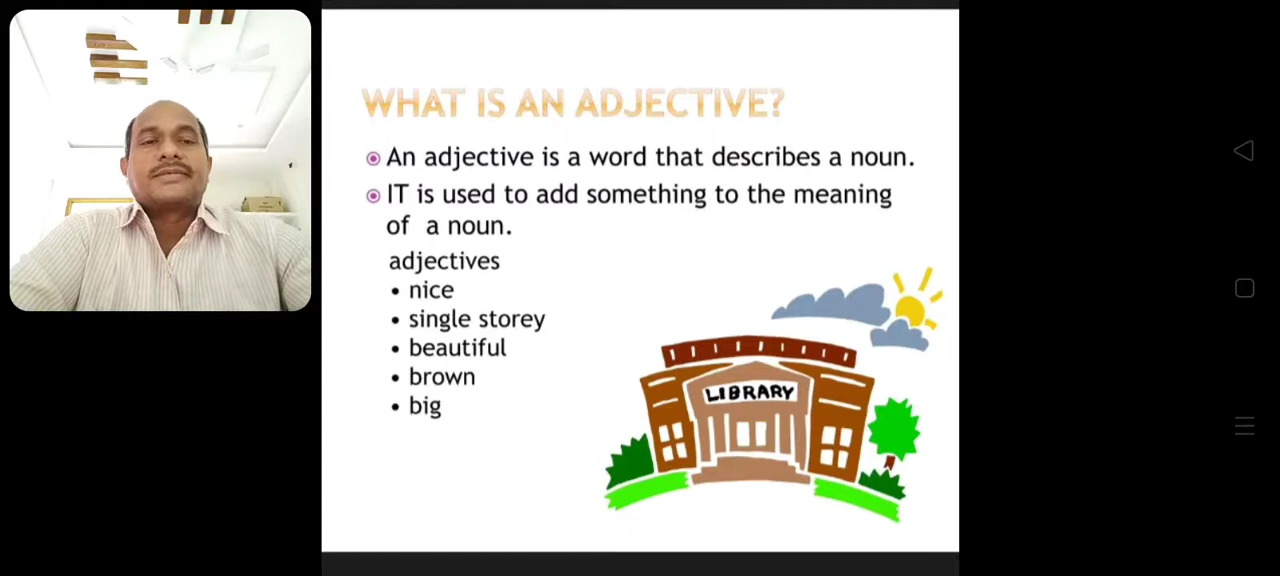 WHAT IS AN ADJECTIVE?
An adjective is a word that describes a noun.
IT is used to add something to the meaning
of a noun.
adjectives
• nice
• single storey
• beautiful
• brown
• big
LIBRARY